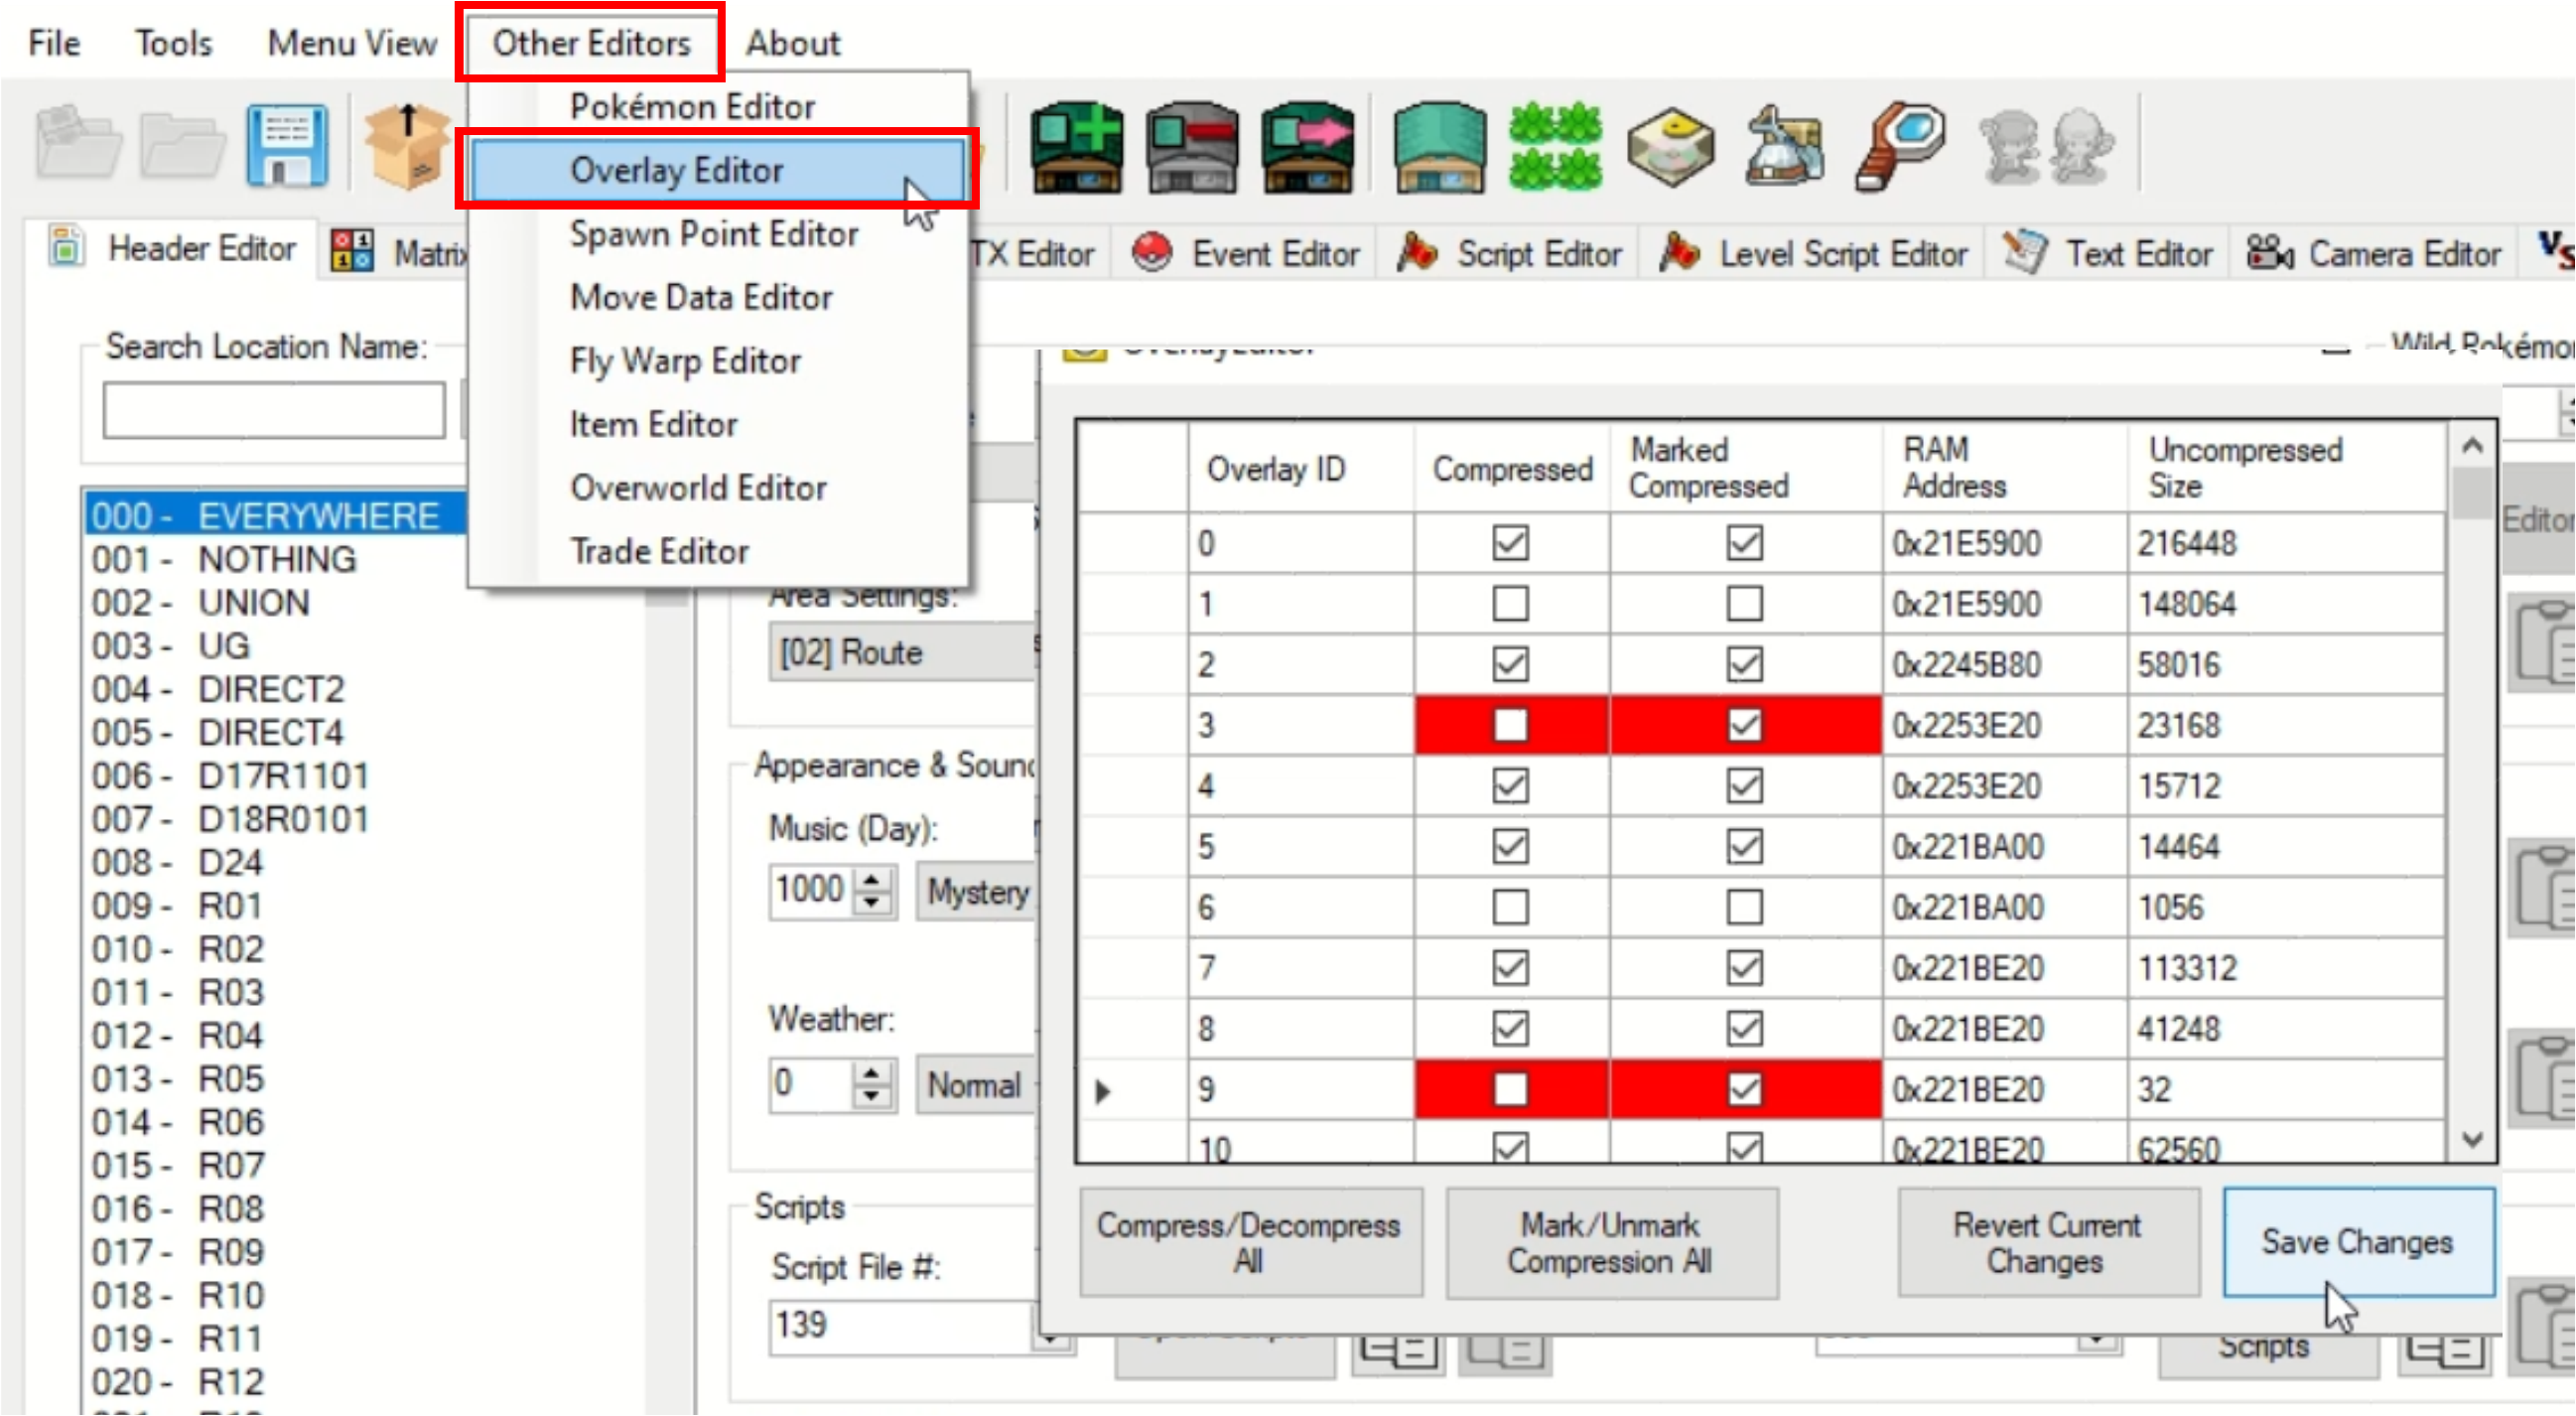 File Tools Menu View Other Editors About
Pokémon Editor
Overlay Editor
Spawn Point Editor
Move Data Editor
Fly Warp Editor
Item Editor
Overworld Editor
Trade Editor
Header Editor Matrix TX Editor Event Editor Script Editor Level Script Editor Text Editor Camera Editor VS
Search Location Name:
000 - EVERYWHERE
001 - NOTHING
002 - UNION
003 - UG
004 - DIRECT2
005 - DIRECT4
006 - D17R1101
007 - D18R0101
008 - D24
009 - R01
010 - R02
011 - R03
012 - R04
013 - R05
014 - R06
015 - R07
016 - R08
017 - R09
018 - R10
019 - R11
020 - R12
Area Settings:
[02] Route
Appearance & Sound
Music (Day):
1000 Mystery
Weather:
0 Normal
Scripts
Script File #:
139
OverlayEditor
Wild Pokémon
Editor
Overlay ID Compressed Marked Compressed RAM Address Uncompressed Size
0 0x21E5900 216448
1 0x21E5900 148064
2 0x2245B80 58016
3 0x2253E20 23168
4 0x2253E20 15712
5 0x221BA00 14464
6 0x221BA00 1056
7 0x221BE20 113312
8 0x221BE20 41248
9 0x221BE20 32
10 0x221BE20 62560
Compress/Decompress All
Mark/Unmark Compression All
Revert Current Changes
Save Changes
Scripts